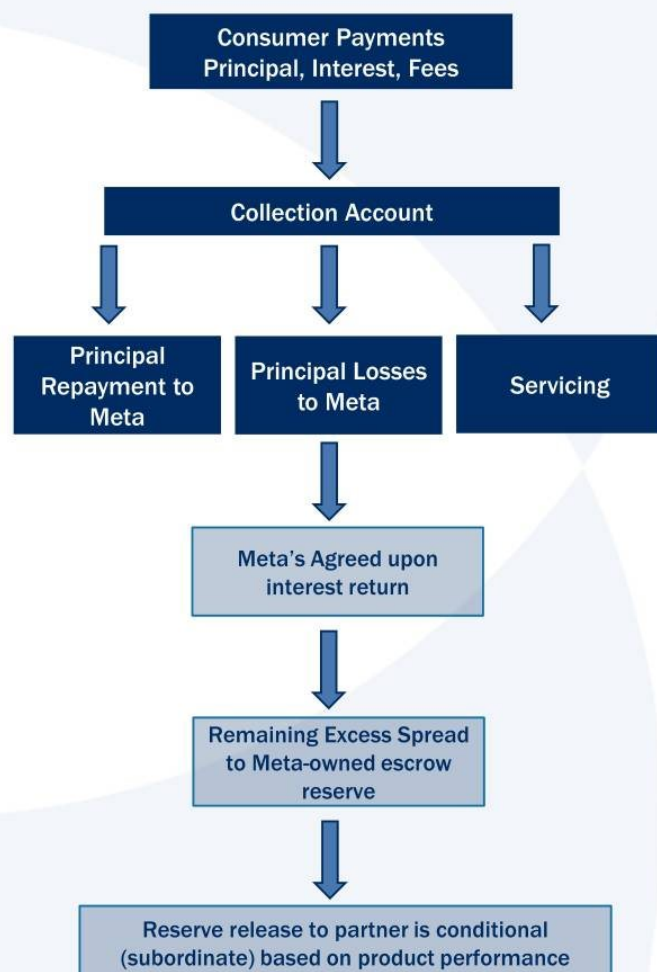 Consumer Payments
Principal, Interest, Fees
Collection Account
Principal
Repayment to
Meta
Principal Losses
to Meta
Servicing
Meta's Agreed upon
interest return
Remaining Excess Spread
to Meta-owned escrow
reserve
Reserve release to partner is conditional
(subordinate) based on product performance